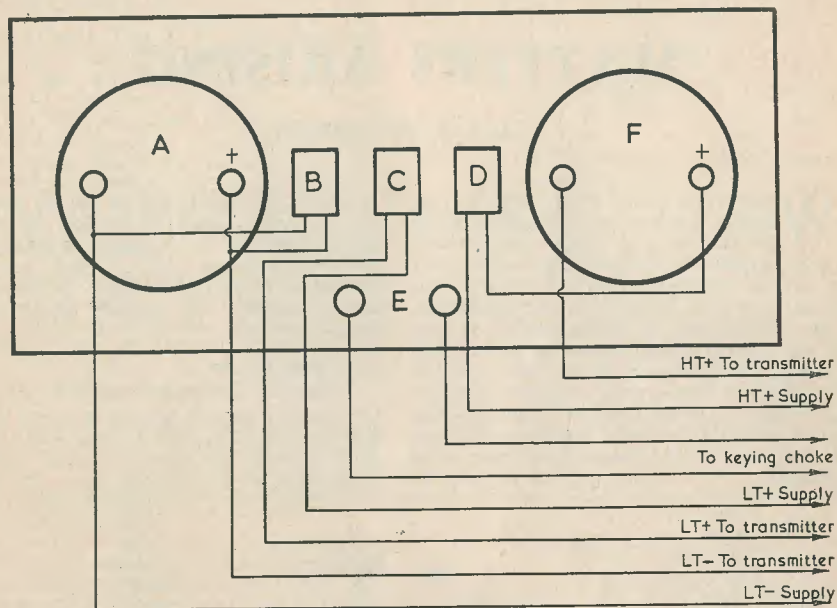 A
+
B
C
D
F
+
E
HT+ To transmitter
HT+ Supply
To keying choke
LT+ Supply
LT+ To transmitter
LT- To transmitter
LT- Supply